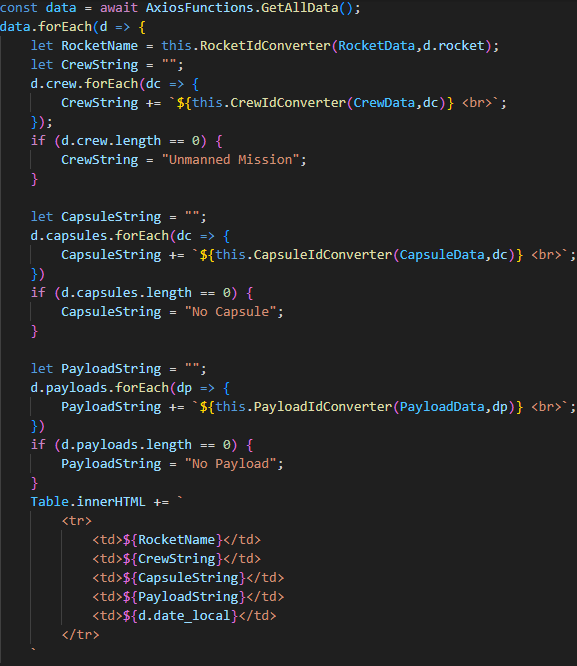 const data = await AxiosFunctions.GetAllData();
data.forEach(d => {
    let RocketName = this.RocketIdConverter(RocketData,d.rocket);
    let CrewString = "";
    d.crew.forEach(dc => {
        CrewString += `${this.CrewIdConverter(CrewData,dc)} <br>`;
    });
    if (d.crew.length == 0) {
        CrewString = "Unmanned Mission";
    }

    let CapsuleString = "";
    d.capsules.forEach(dc => {
        CapsuleString += `${this.CapsuleIdConverter(CapsuleData,dc)} <br>`;
    })
    if (d.capsules.length == 0) {
        CapsuleString = "No Capsule";
    }

    let PayloadString = "";
    d.payloads.forEach(dp => {
        PayloadString += `${this.PayloadIdConverter(PayloadData,dp)} <br>`;
    })
    if (d.payloads.length == 0) {
        PayloadString = "No Payload";
    }
    Table.innerHTML += `
        <tr>
            <td>${RocketName}</td>
            <td>${CrewString}</td>
            <td>${CapsuleString}</td>
            <td>${PayloadString}</td>
            <td>${d.date_local}</td>
        </tr>
    `